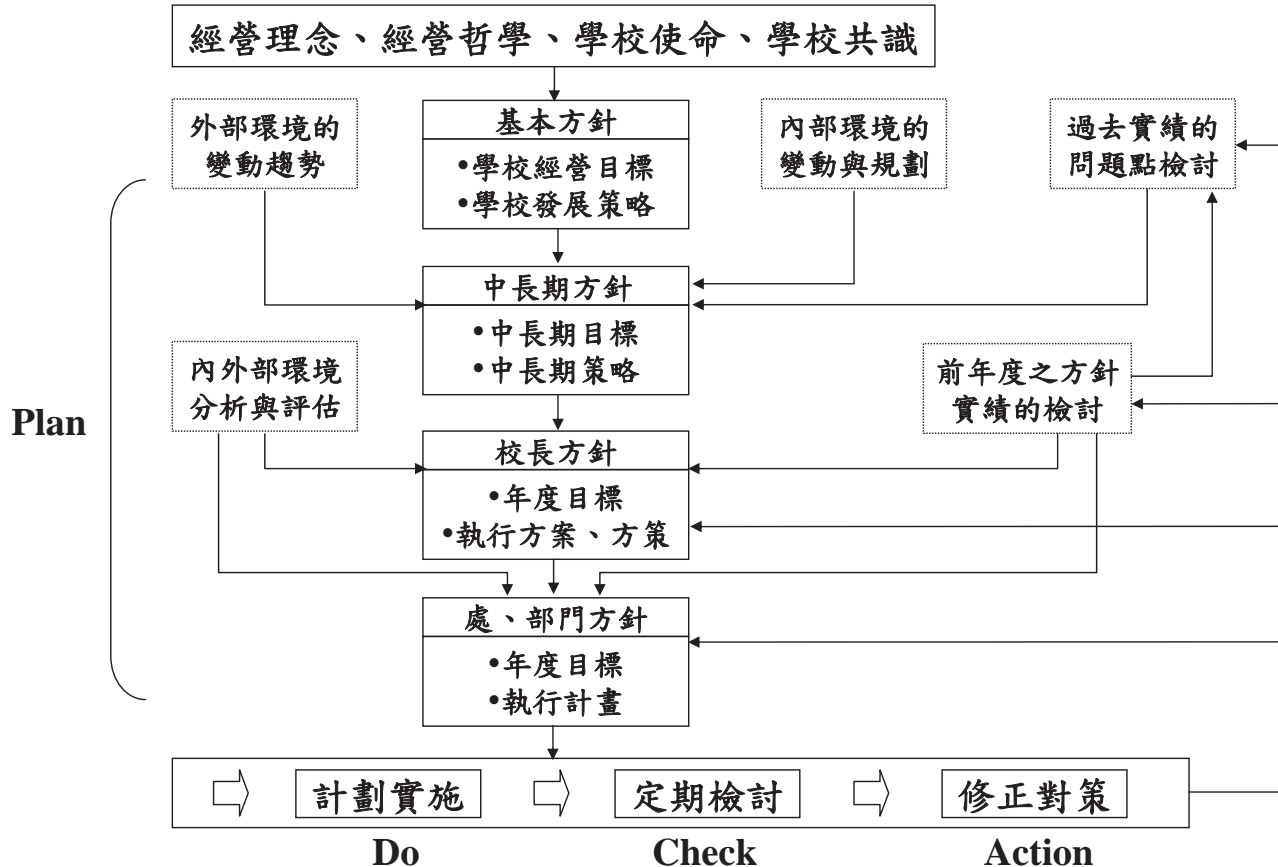 經營理念、經營哲學、學校使命、學校共識
外部環境的
變動趨勢
基本方針
•學校經營目標
•學校發展策略
內部環境的
變動與規劃
過去實績的
問題點檢討
中長期方針
•中長期目標
•中長期策略
Plan
內外部環境
分析與評估
前年度之方針
實績的檢討
校長方針
•年度目標
•執行方案、方策
處、部門方針
•年度目標
•執行計畫
計劃實施
定期檢討
修正對策
Do
Check
Action